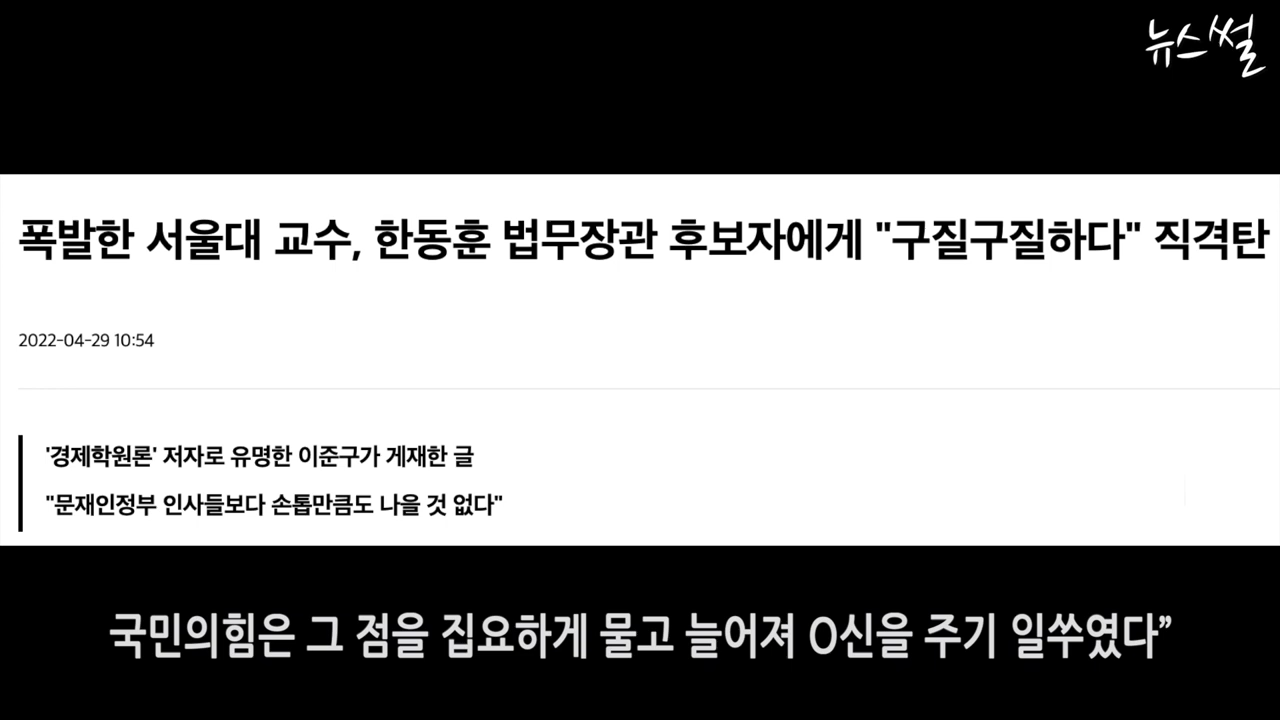 뉴스썰
폭발한 서울대 교수, 한동훈 법무장관 후보자에게 "구질구질하다" 직격탄
2022-04-29 10:54
'경제학원론' 저자로 유명한 이준구가 게재한 글
"문재인정부 인사들보다 손톱만큼도 나을 것 없다"
국민의힘은 그 점을 집요하게 물고 늘어져 O신을 주기 일쑤였다”